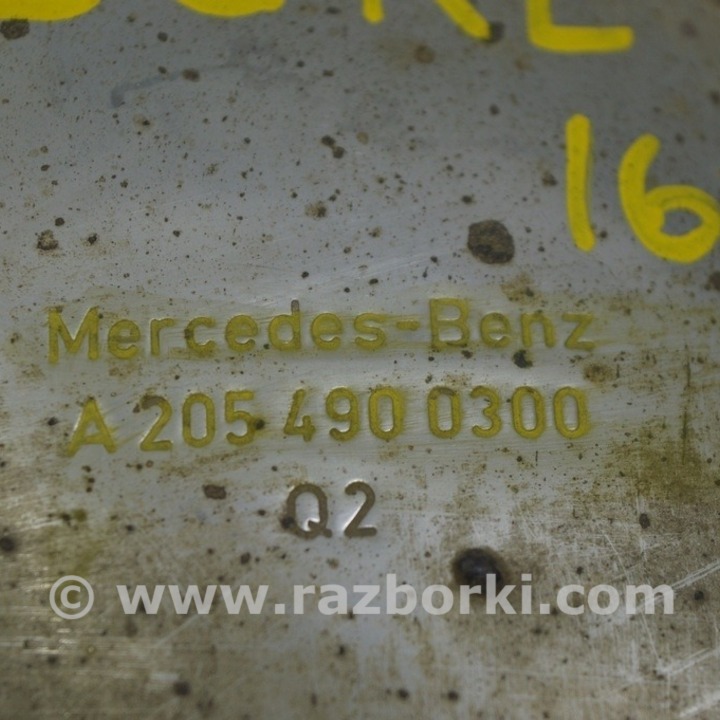 16
Mercedes-Benz
A 205 490 0300
Q2
© www.razborki.com